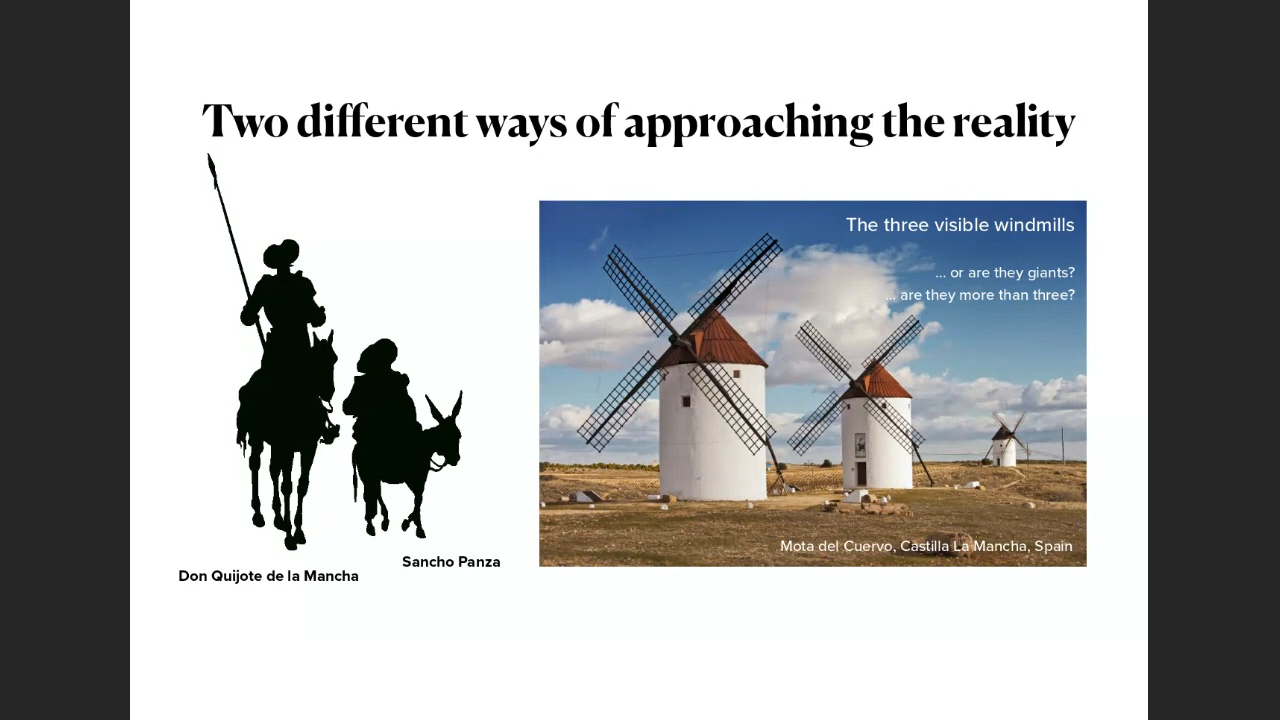 Two different ways of approaching the reality
The three visible windmills
... or are they giants?
... are they more than three?
Mota del Cuervo, Castilla La Mancha, Spain
Sancho Panza
Don Quijote de la Mancha